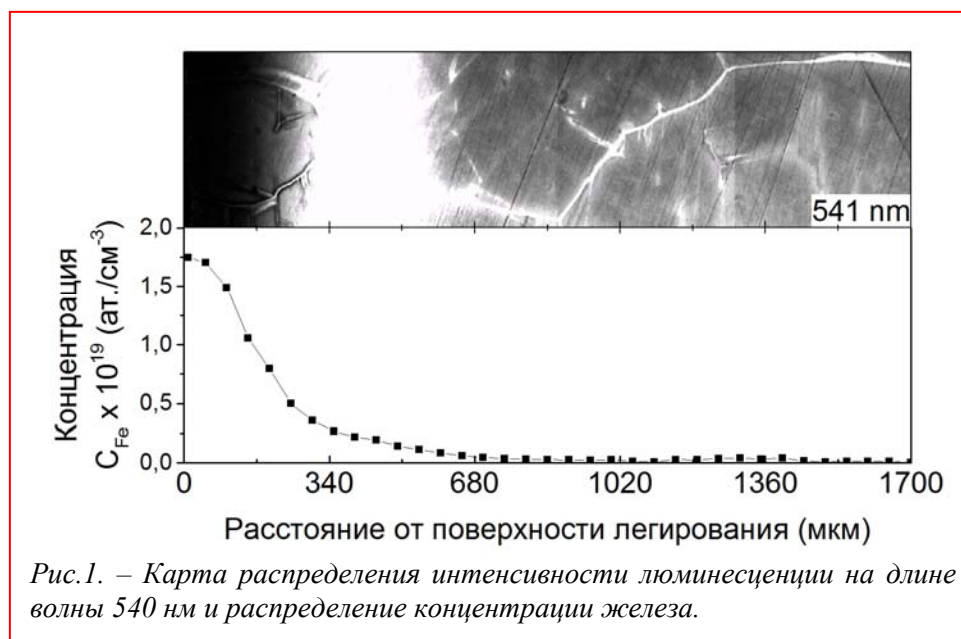 541 nm
2,0
1,5
1,0
0,5
0,0
Концентрация
C_Fe x 10^19 (ат./см^-3)
0 340 680 1020 1360 1700
Расстояние от поверхности легирования (мкм)
Рис.1. – Карта распределения интенсивности люминесценции на длине
волны 540 нм и распределение концентрации железа.